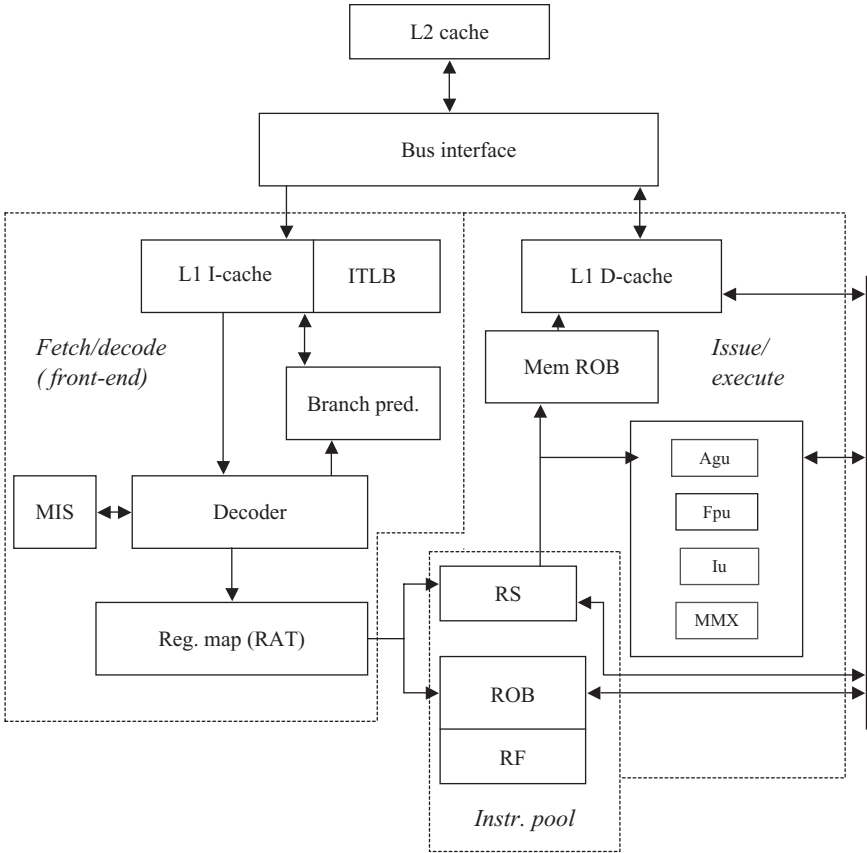 L2 cache
Bus interface
L1 I-cache
ITLB
L1 D-cache
Fetch/decode
( front-end)
Mem ROB
Issue/
execute
Branch pred.
Agu
MIS
Decoder
Fpu
Iu
RS
MMX
Reg. map (RAT)
ROB
RF
Instr. pool